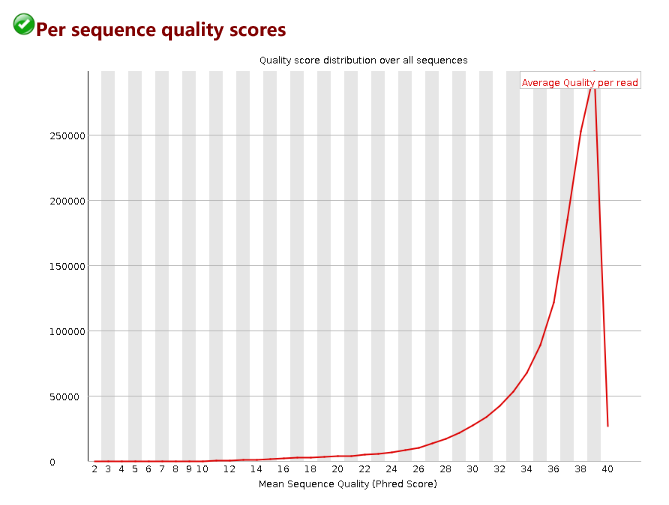 Per sequence quality scores
Quality score distribution over all sequences
Average Quality per read
250000
200000
150000
100000
50000
0
2 3 4 5 6 7 8 9 10 12 14 16 18 20 22 24 26 28 30 32 34 36 38 40
Mean Sequence Quality (Phred Score)